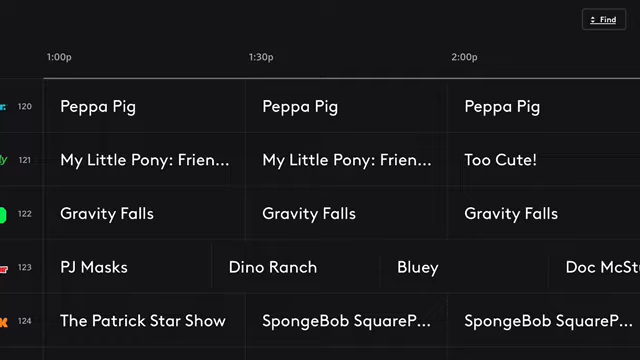 Find
1:00p 1:30p 2:00p
120 Peppa Pig Peppa Pig Peppa Pig
121 My Little Pony: Frien... My Little Pony: Frien... Too Cute!
122 Gravity Falls Gravity Falls Gravity Falls
123 PJ Masks Dino Ranch Bluey Doc McSt
124 The Patrick Star Show SpongeBob SquareP... SpongeBob SquareP...